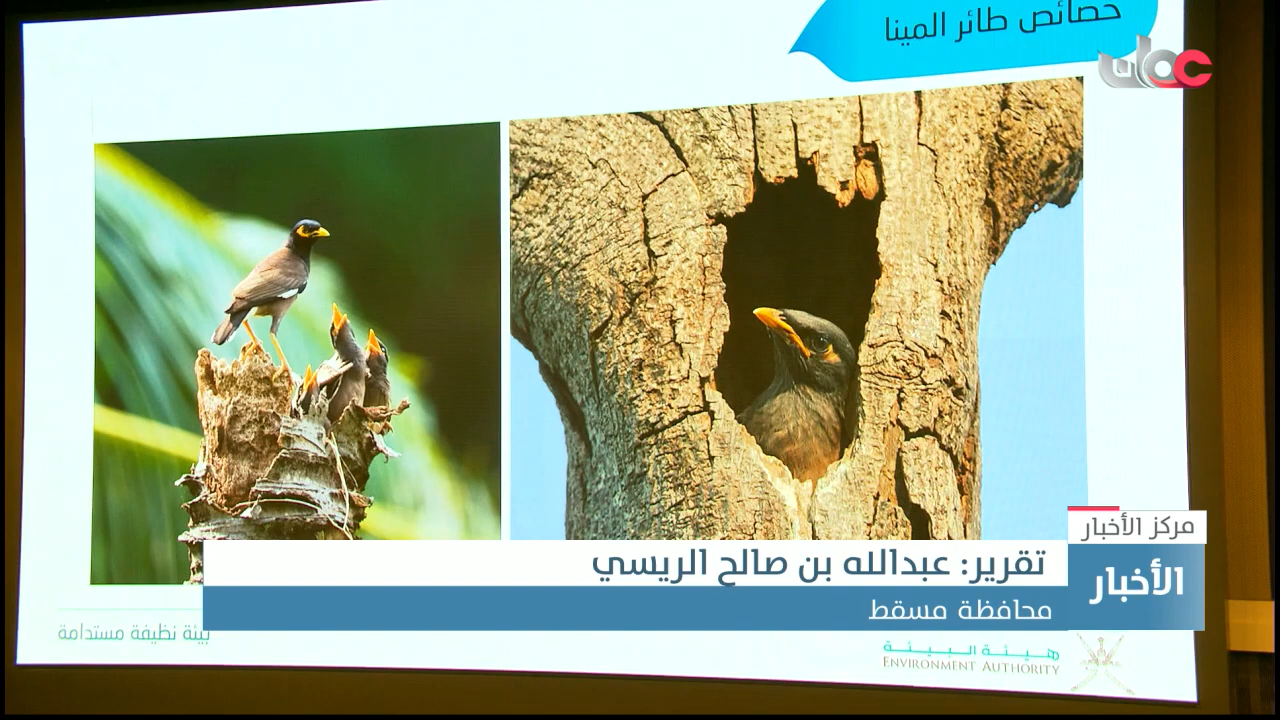 خصائص طائر المينا
مركز الأخبار
الأخبار
تقرير: عبدالله بن صالح الريسي
محافظة مسقط
بيئة نظيفة مستدامة
هيئة البيئة
ENVIRONMENT AUTHORITY